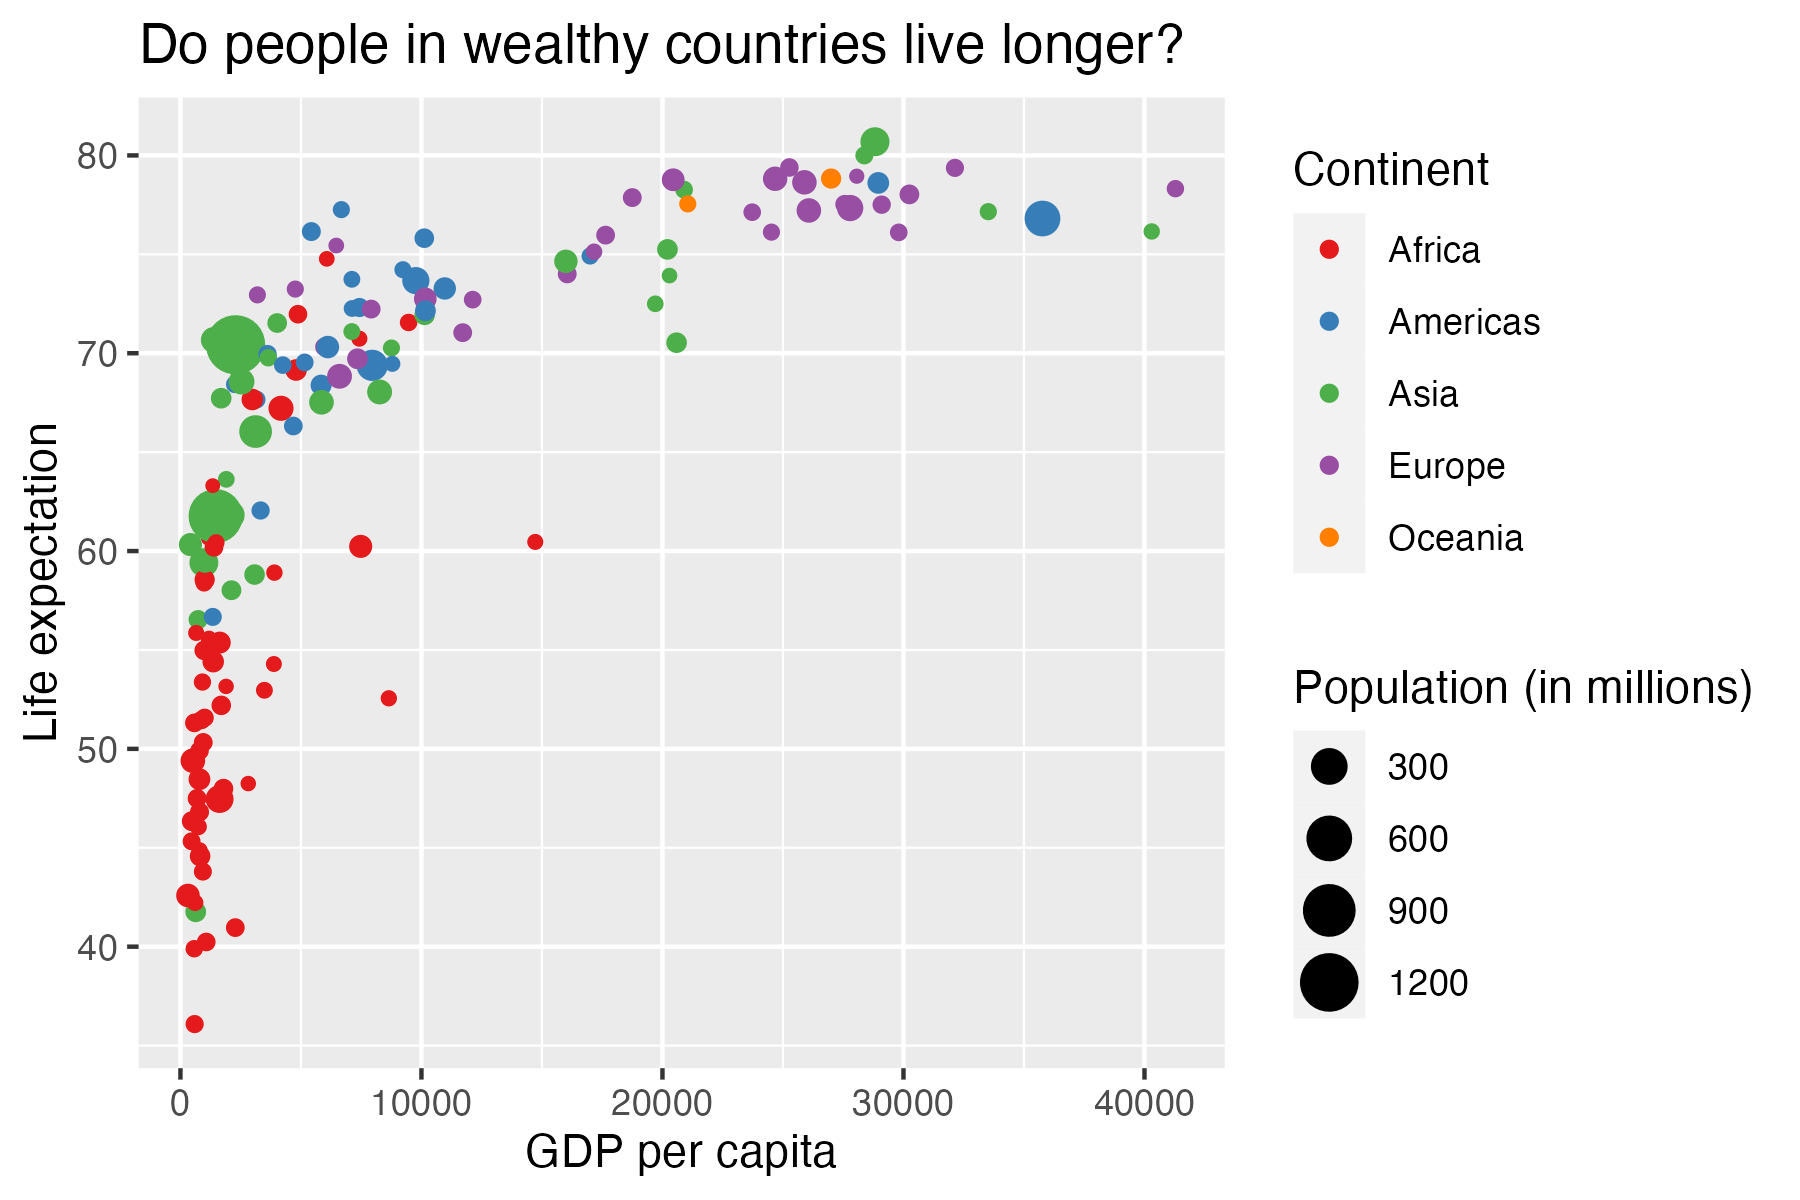 Do people in wealthy countries live longer?
80
70
60
50
40
Life expectation
0 10000 20000 30000 40000
GDP per capita
Continent
Africa
Americas
Asia
Europe
Oceania
Population (in millions)
300
600
900
1200